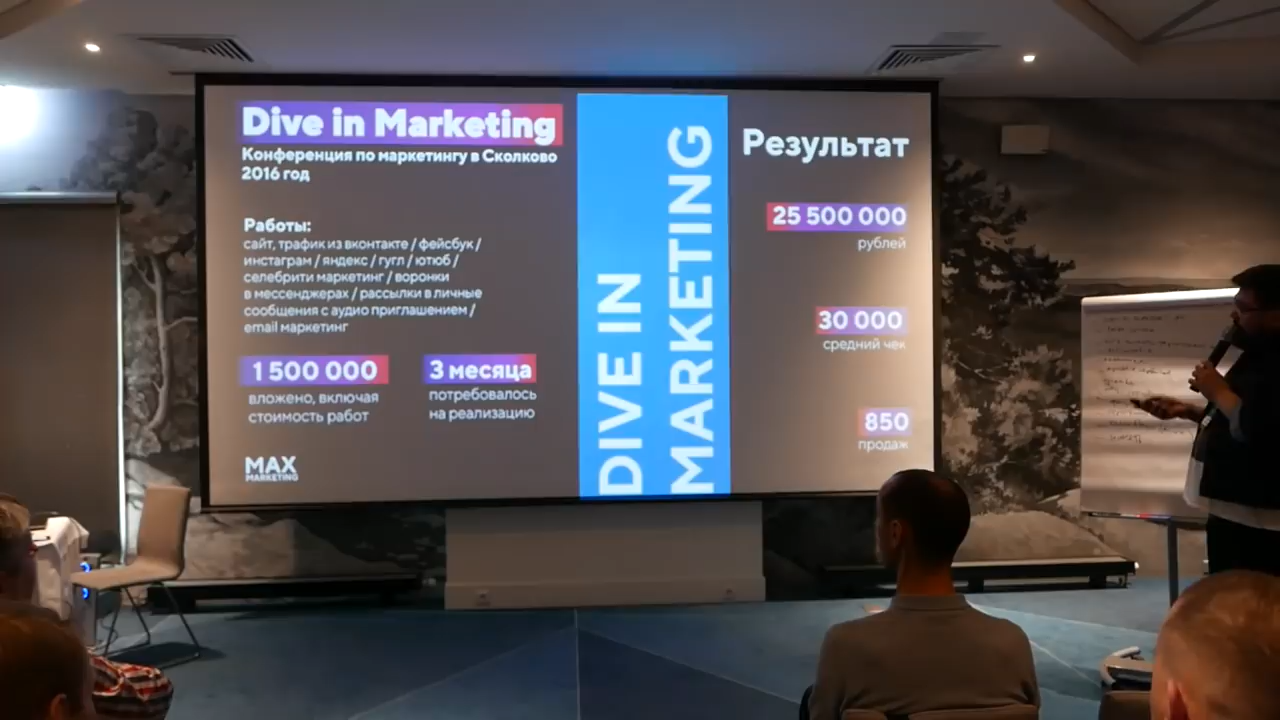 Dive in Marketing
Конференция по маркетингу в Сколково
2016 год
Работы:
сайт, трафик из вконтакте / фейсбук /
инстаграм / яндекс / гугл / ютюб /
селебрити маркетинг / воронки
в мессенджерах / рассылки в личные
сообщения с аудио приглашением /
email маркетинг
1 500 000
вложено, включая
стоимость работ
3 месяца
потребовалось
на реализацию
MAX
MARKETING
DIVE IN
MARKETING
Результат
25 500 000
рублей
30 000
средний чек
850
продаж